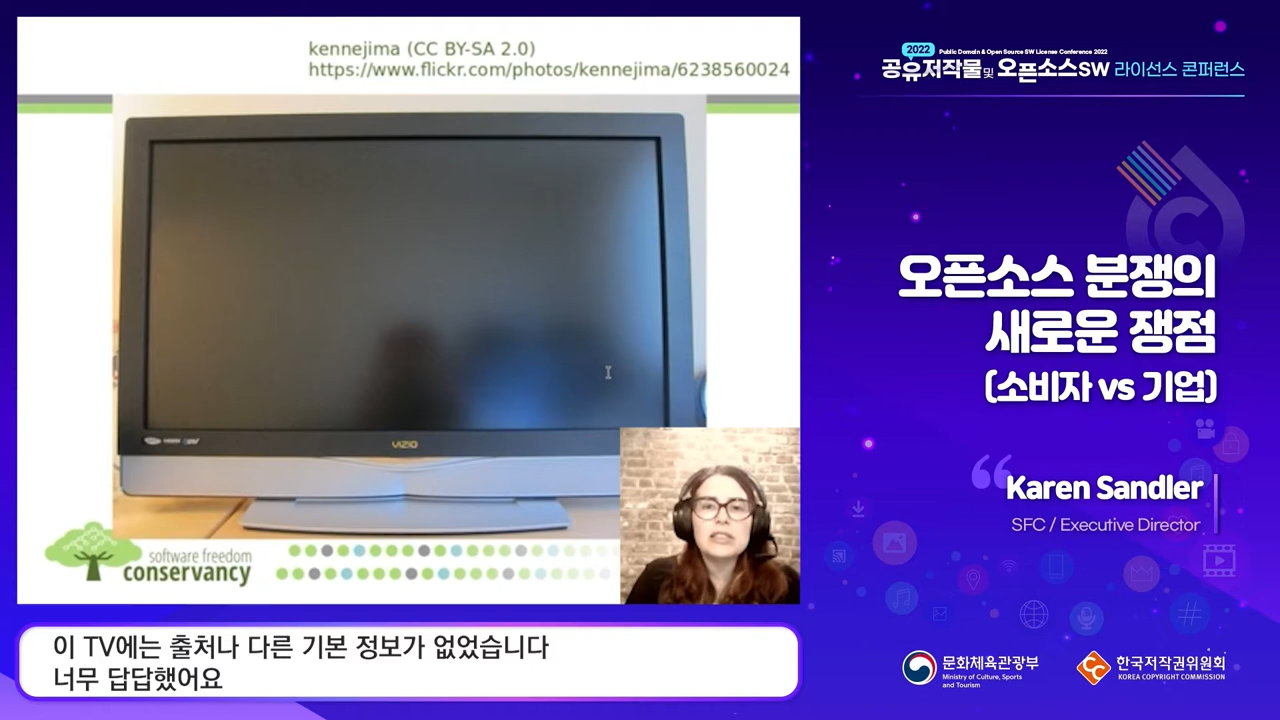 kennejima (CC BY-SA 2.0)
https://www.flickr.com/photos/kennejima/6238560024
VIZIO
software freedom
conservancy
이 TV에는 출처나 다른 기본 정보가 없었습니다
너무 답답했어요
2022 Public Domain & Open Source SW License Conference 2022
공유저작물 및 오픈소스SW 라이선스 콘퍼런스
오픈소스 분쟁의
새로운 쟁점
(소비자 vs 기업)
Karen Sandler
SFC / Executive Director
문화체육관광부
Ministry of Culture, Sports
and Tourism
한국저작권위원회
KOREA COPYRIGHT COMMISSION